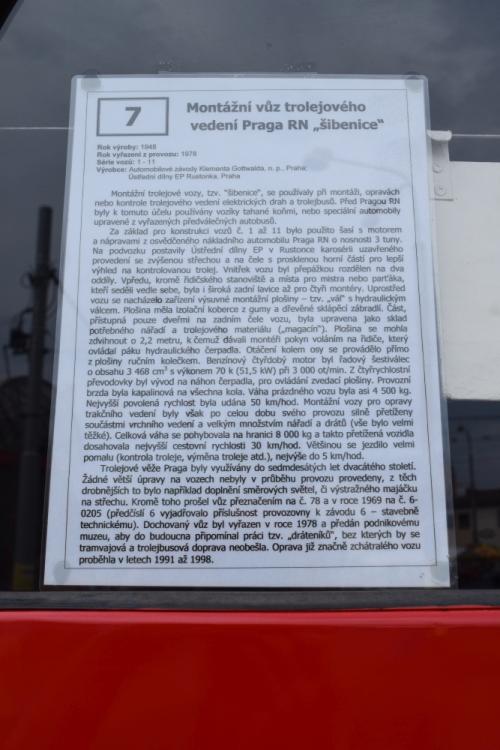 7
Montážní vůz trolejového
vedení Praga RN „šibenice"
Rok výroby: 1948
Rok vyřazení z provozu: 1978
Série vozů: 1 - 11
Výrobce: Automobilové závody Klementa Gottwalda, n. p., Praha;
Ústřední dílny EP Rustonka, Praha
Montážní trolejové vozy, tzv. "šibenice", se používaly při montáži, opravách
nebo kontrole trolejového vedení elektrických drah a trolejbusů. Před Pragou RN
byly k tomuto účelu používány vozíky tahané koňmi, nebo speciální automobily
upravené z vyřazených předválečných autobusů.
Za základ pro konstrukci vozů č. 1 až 11 bylo použito šasi s motorem
a nápravami z osvědčeného nákladního automobilu Praga RN o nosnosti 3 tuny.
Na podvozku postavily Ústřední dílny EP v Rustonce karosérii uzavřeného
provedení se zvýšenou střechou a na čele s prosklenou horní částí pro lepší
výhled na kontrolovanou trolej. Vnitřek vozu byl přepážkou rozdělen na dva
oddíly. Vpředu, kromě řidičského stanoviště a místa pro mistra nebo parťáka,
kteří seděli vedle sebe, byla i široká zadní lavice až pro čtyři montéry. Uprostřed
vozu se nacházelo zařízení výsuvné montážní plošiny – tzv. „vál" s hydraulickým
válcem. Plošina měla izolační koberec z gumy a dřevěné sklápěcí zábradlí. Část,
přístupná pouze dveřmi na zadním čele vozu, byla upravena jako sklad
potřebného nářadí a trolejového materiálu („magacín"). Plošina se mohla
zdvihnout o 2,2 metru, k čemuž dávali montéři pokyn voláním na řidiče, který
ovládal páku hydraulického čerpadla. Otáčení kolem osy se provádělo přímo
z plošiny ručním kolečkem. Benzínový čtyřdobý motor byl řadový šestiválec
o obsahu 3 468 cm³ s výkonem 70 k (51,5 kW) při 3 000 ot/min. Z čtyřrychlostní
převodovky byl vývod na náhon čerpadla, pro ovládání zvedací plošiny. Provozní
brzda byla kapalinová na všechna kola. Váha prázdného vozu byla asi 4 500 kg.
Nejvyšší povolená rychlost byla udána 50 km/hod. Montážní vozy pro opravy
trakčního vedení byly však po celou dobu svého provozu silně přetíženy
součástmi vrchního vedení a velkým množstvím nářadí a drátů (vše bylo velmi
těžké). Celková váha se pohybovala na hranici 8 000 kg a takto přetížená vozidla
dosahovala nejvyšší cestovní rychlosti 30 km/hod. Většinou se jezdilo velmi
pomalu (kontrola troleje, výměna troleje atd.), nejvýše do 5 km/hod.
Trolejové věže Praga byly využívány do sedmdesátých let dvacátého století.
Žádné větší úpravy na vozech nebyly v průběhu provozu provedeny, z těch
drobnějších to bylo například doplnění směrových světel, či výstražného majáčku
na střechu. Kromě toho prošel vůz přeznačením na č. 78 a v roce 1969 na č. 6-
0205 (předčíslí 6 vyjadřovalo příslušnost provozovny k závodu 6 – stavebně
technickému). Dochovaný vůz byl vyřazen v roce 1978 a předán podnikovému
muzeu, aby do budoucna připomínal práci tzv. „dráteníků", bez kterých by se
tramvajová a trolejbusová doprava neobešla. Oprava již značně zchátralého vozu
proběhla v letech 1991 až 1998.